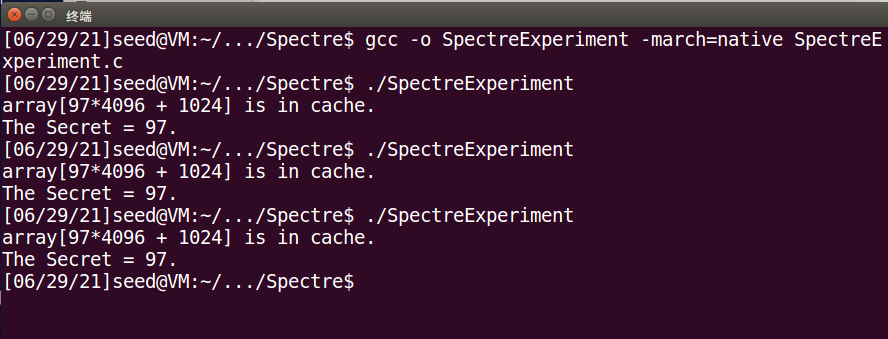 终端
[06/29/21]seed@VM:~/.../Spectre$ gcc -o SpectreExperiment -march=native SpectreE
xperiment.c
[06/29/21]seed@VM:~/.../Spectre$ ./SpectreExperiment
array[97*4096 + 1024] is in cache.
The Secret = 97.
[06/29/21]seed@VM:~/.../Spectre$ ./SpectreExperiment
array[97*4096 + 1024] is in cache.
The Secret = 97.
[06/29/21]seed@VM:~/.../Spectre$ ./SpectreExperiment
array[97*4096 + 1024] is in cache.
The Secret = 97.
[06/29/21]seed@VM:~/.../Spectre$